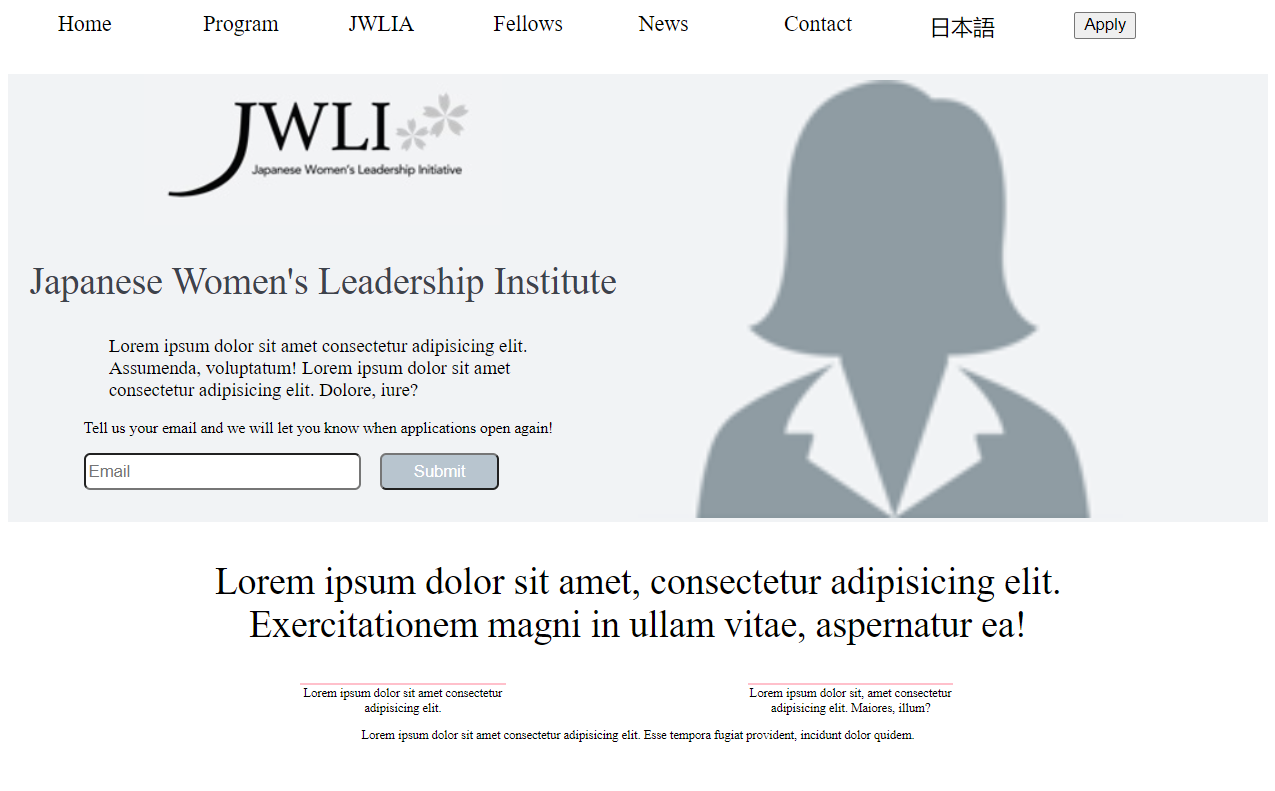 Home Program JWLIA Fellows News Contact 日本語 Apply
JWLI
Japanese Women's Leadership Initiative
Japanese Women's Leadership Institute
Lorem ipsum dolor sit amet consectetur adipisicing elit.
Assumenda, voluptatum! Lorem ipsum dolor sit amet
consectetur adipisicing elit. Dolore, iure?
Tell us your email and we will let you know when applications open again!
Email Submit
Lorem ipsum dolor sit amet, consectetur adipisicing elit.
Exercitationem magni in ullam vitae, aspernatur ea!
Lorem ipsum dolor sit amet consectetur
adipisicing elit.
Lorem ipsum dolor sit, amet consectetur
adipisicing elit. Maiores, illum?
Lorem ipsum dolor sit amet consectetur adipisicing elit. Esse tempora fugiat provident, incidunt dolor quidem.